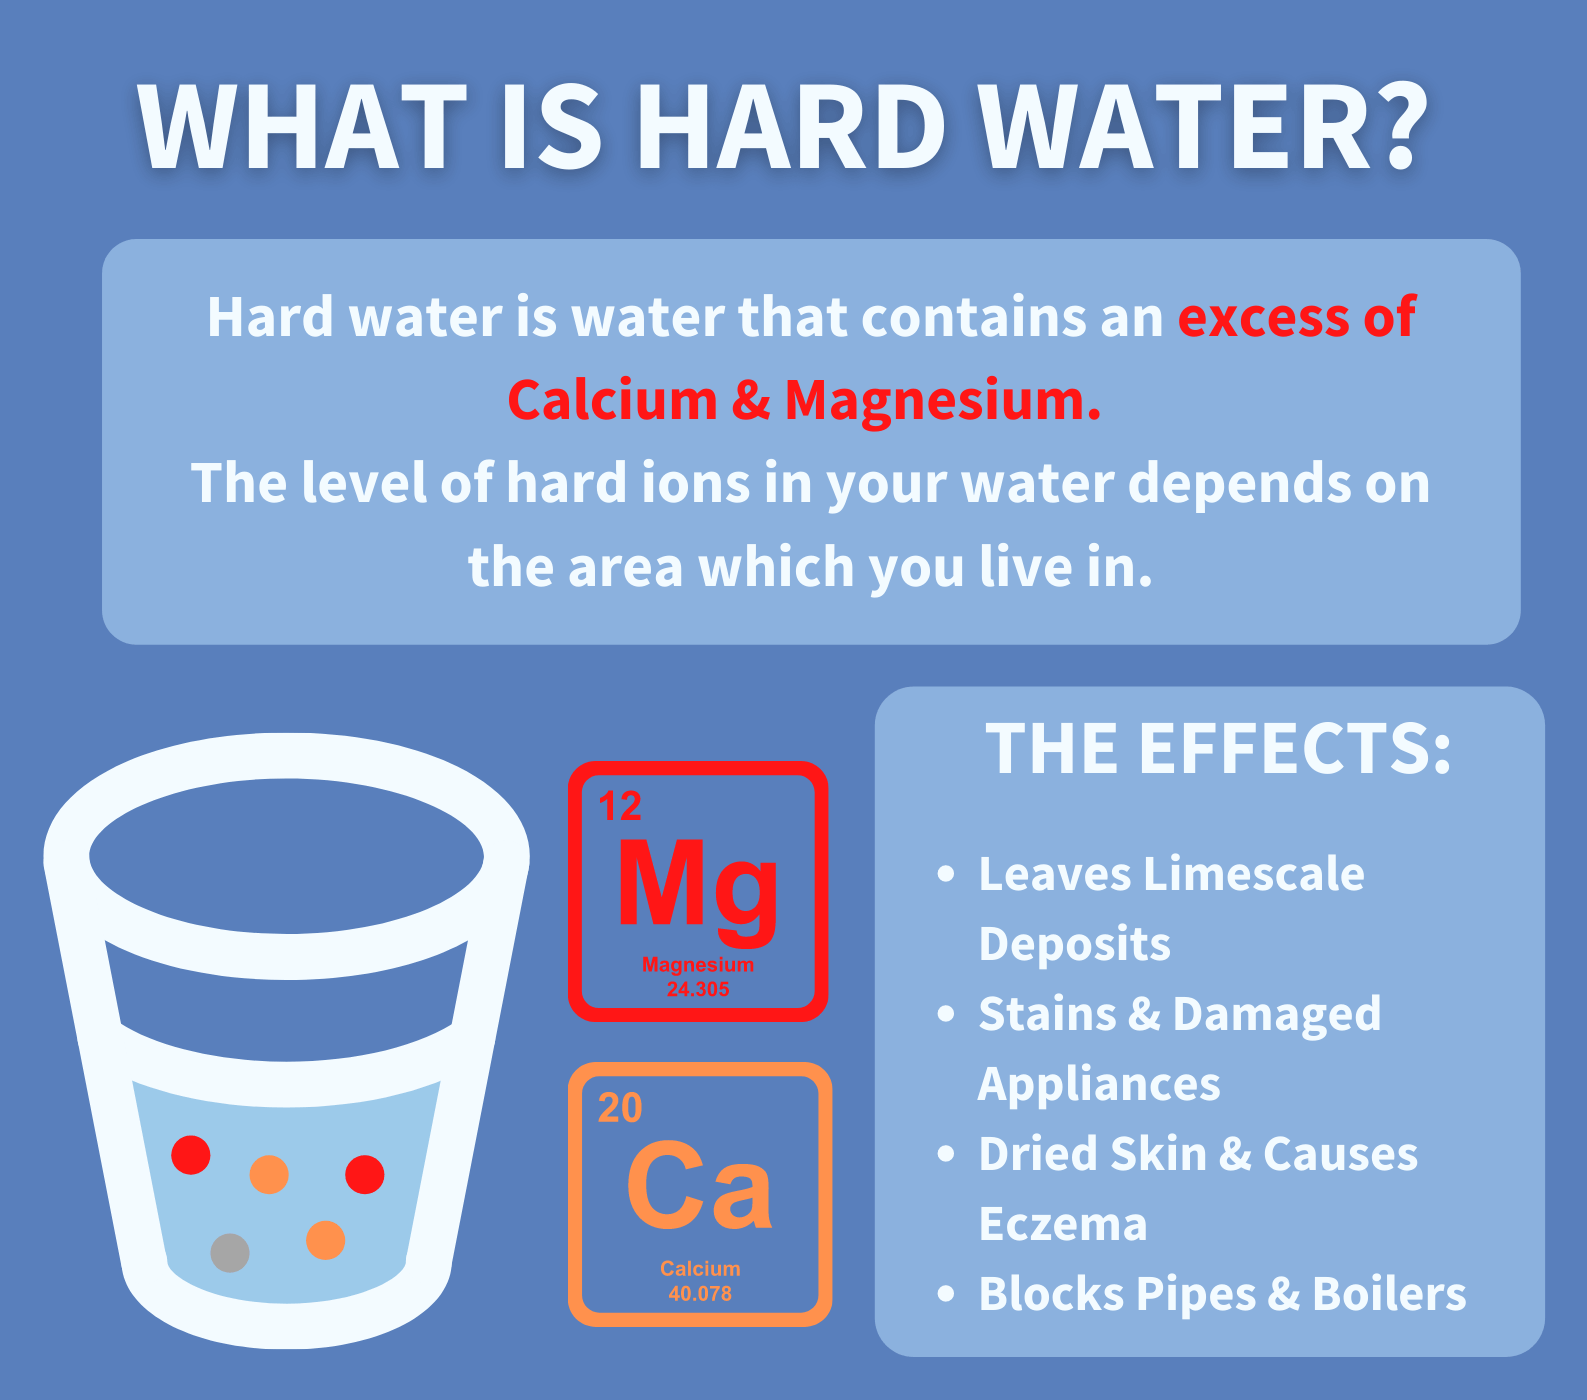 WHAT IS HARD WATER?
Hard water is water that contains an excess of
Calcium & Magnesium.
The level of hard ions in your water depends on
the area which you live in.
12
Mg
Magnesium
24.305
20
Ca
Calcium
40.078
THE EFFECTS:
• Leaves Limescale
Deposits
• Stains & Damaged
Appliances
• Dried Skin & Causes
Eczema
• Blocks Pipes & Boilers